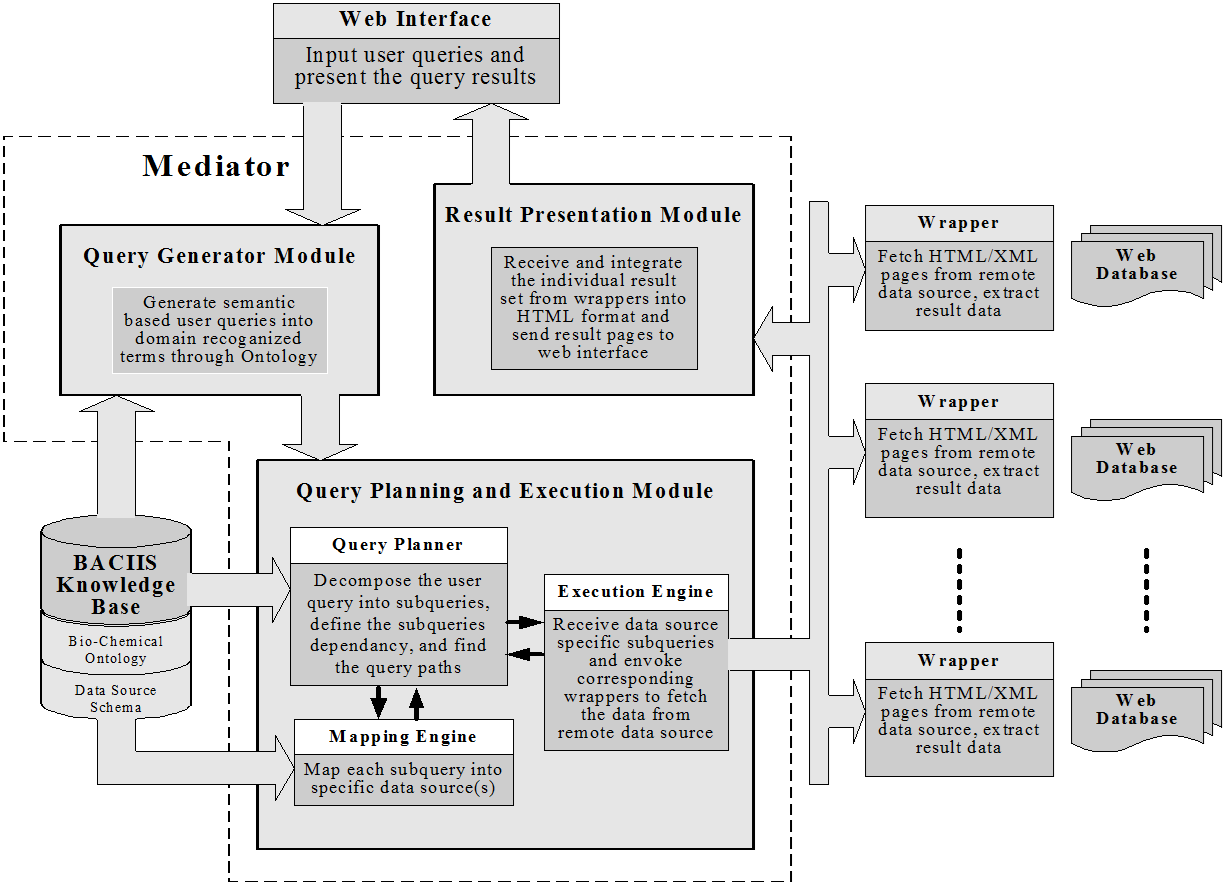 Web Interface
Input user queries and
present the query results
Mediator
Query Generator Module
Generate semantic
based user queries into
domain recoganized
terms through Ontology
Result Presentation Module
Receive and integrate
the individual result
set from wrappers into
HTML format and
send result pages to
web interface
Wrapper
Fetch HTML/XML
pages from remote
data source, extract
result data
Web
Database
Wrapper
Fetch HTML/XML
pages from remote
data source, extract
result data
Web
Database
Query Planning and Execution Module
BACIIS
Knowledge
Base
Bio-Chemical
Ontology
Data Source
Schema
Query Planner
Decompose the user
query into subqueries,
define the subqueries
dependancy, and find
the query paths
Execution Engine
Receive data source
specific subqueries
and envoke
corresponding
wrappers to fetch
the data from
remote data source
Mapping Engine
Map each subquery into
specific data source(s)
Wrapper
Fetch HTML/XML
pages from remote
data source, extract
result data
Web
Database